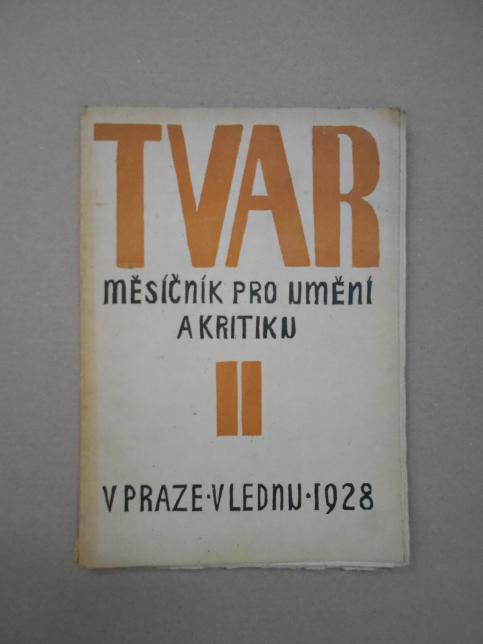 TVAR
MĚSÍČNÍK PRO UMĚNÍ
A KRITIKU
II
V PRAZE·V LEDNU·1928